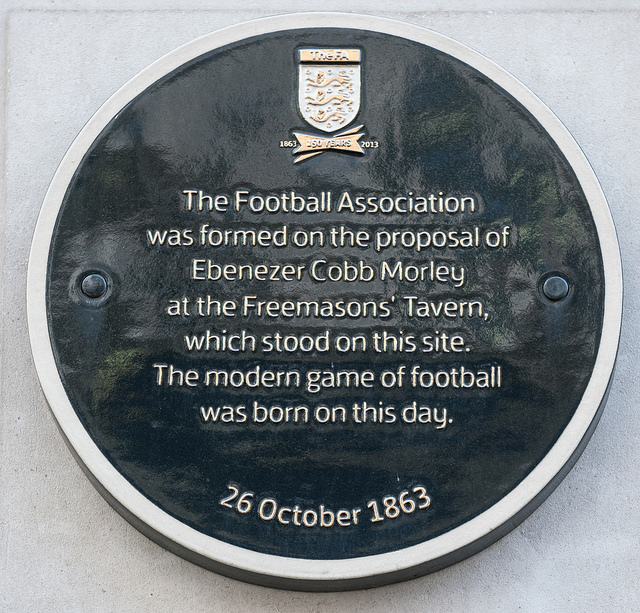 The FA
1863 150 YEARS 2013
The Football Association
was formed on the proposal of
Ebenezer Cobb Morley
at the Freemasons' Tavern,
which stood on this site.
The modern game of football
was born on this day.
26 October 1863